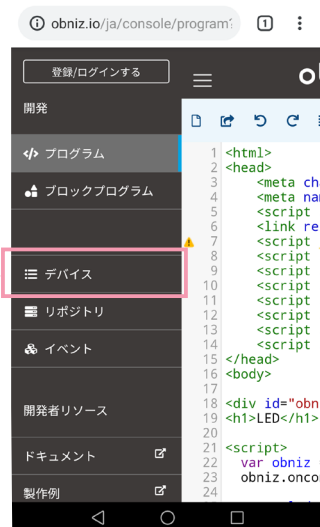 obniz.io/ja/console/program?
1
登録/ログインする
開発
プログラム
ブロックプログラム
デバイス
リポジトリ
イベント
開発者リソース
ドキュメント
製作例
1 <html>
2 <head>
3 <meta
4 <meta
5 <script
6 <link
7 <script
8 <script
9 <script
10 <script
11 <script
12 <script
13 <script
14 <script
15 </head>
16 <body>
17
18 <div id="obn
19 <h1>LED</h1>
20
21 <script>
22 var obniz
23 obniz.onco
24